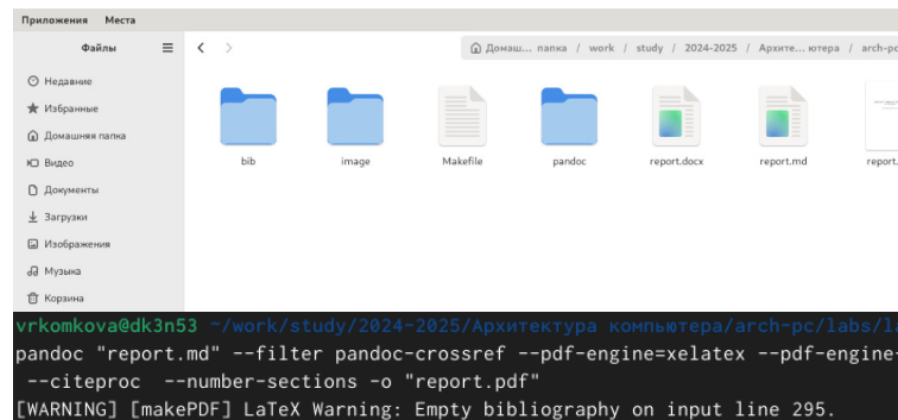 Приложения Места
Файлы
Домаш... папка / work / study / 2024-2025 / Архите... ютера / arch-pc
Недавние
Избранные
Домашняя папка
Видео
Документы
Загрузки
Изображения
Музыка
Корзина
bib image Makefile pandoc report.docx report.md report.
vrkomkova@dk3n53 ~/work/study/2024-2025/Архитектура компьютера/arch-pc/labs/la
pandoc "report.md" --filter pandoc-crossref --pdf-engine=xelatex --pdf-engine-
--citeproc --number-sections -o "report.pdf"
[WARNING] [makePDF] LaTeX Warning: Empty bibliography on input line 295.